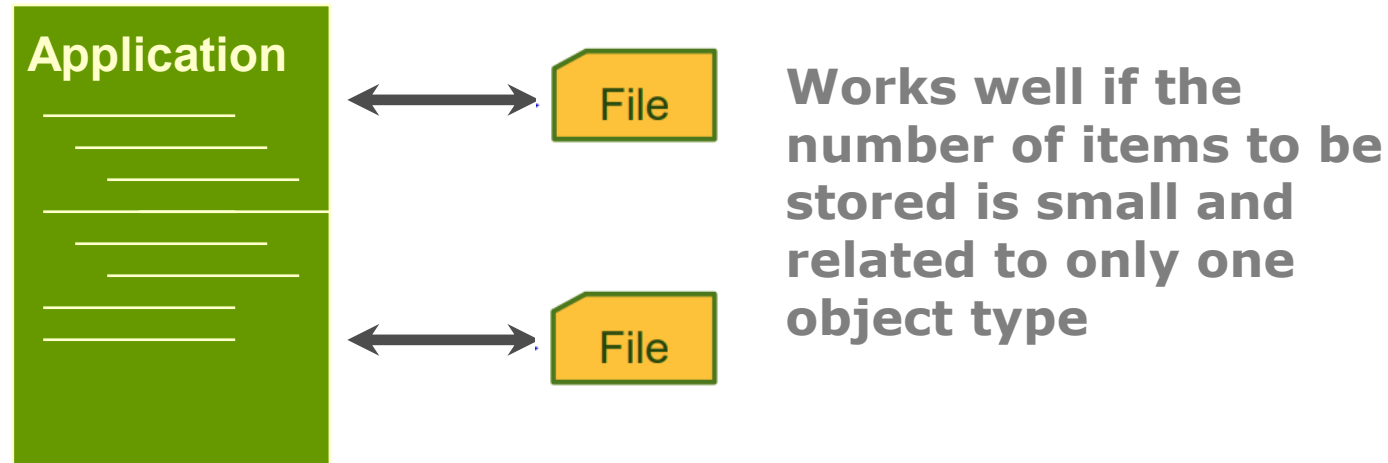 Application
File
File
Works well if the
number of items to be
stored is small and
related to only one
object type